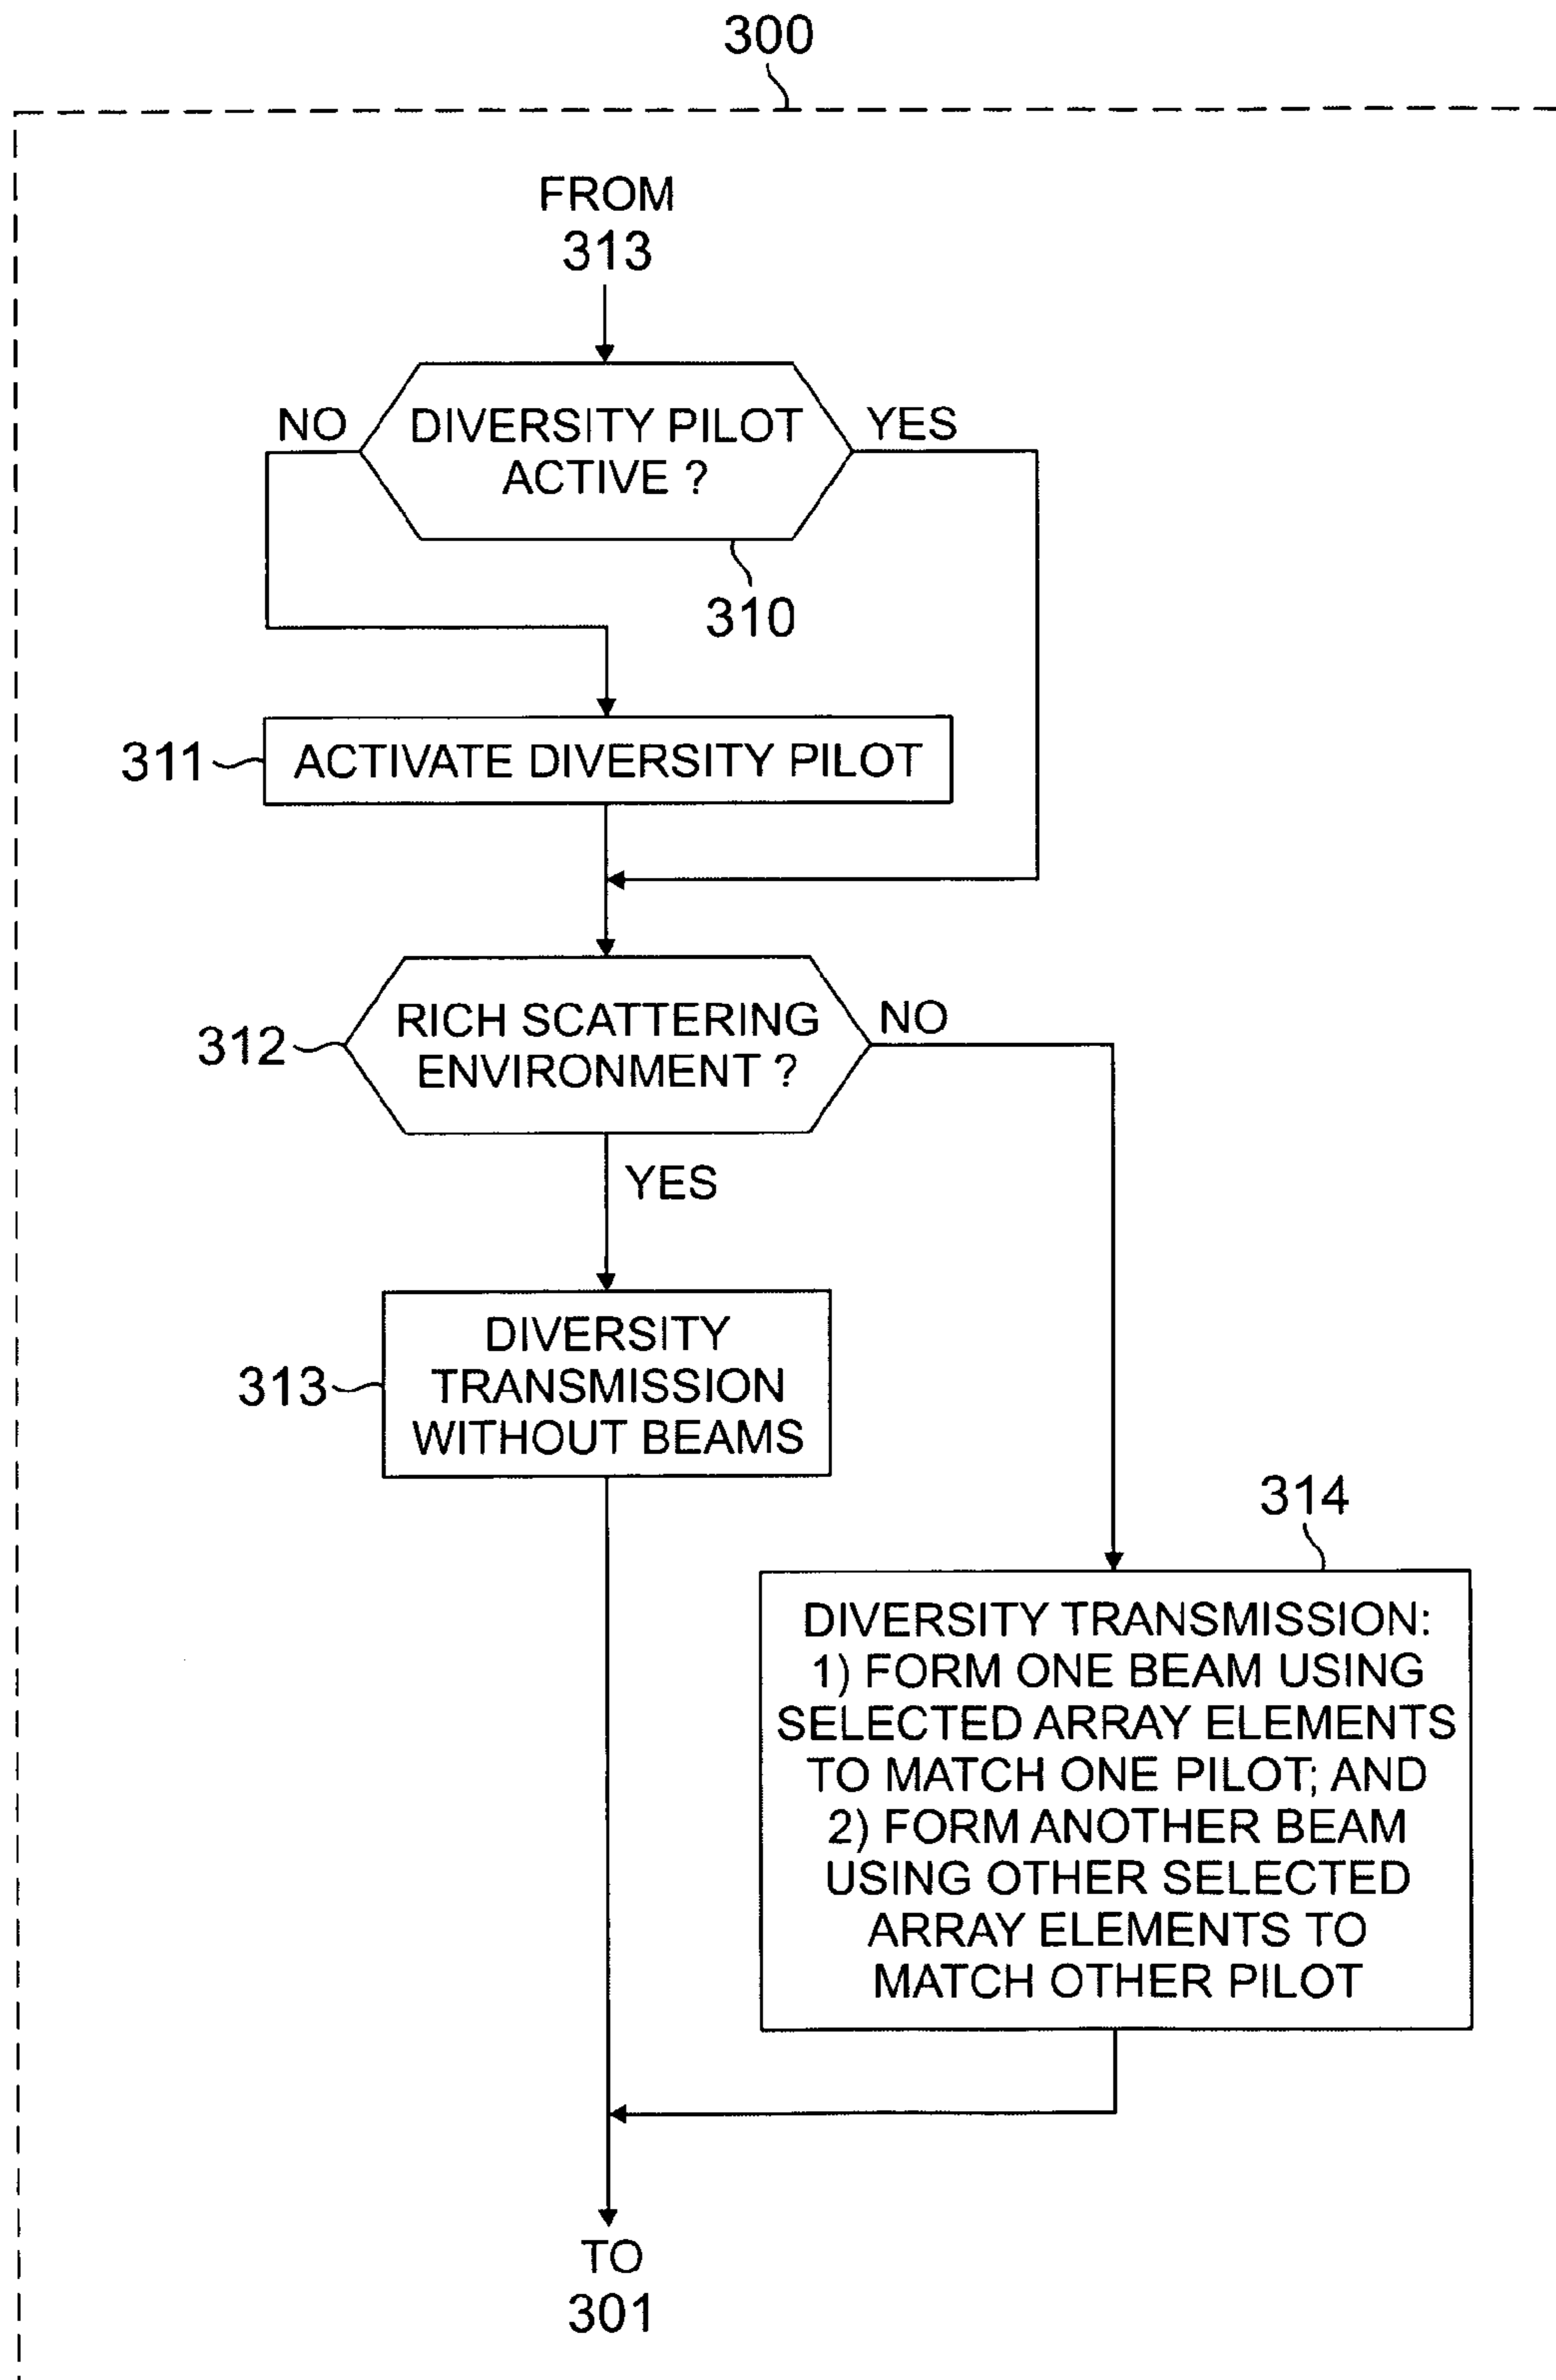 300
FROM
313
NO
DIVERSITY PILOT
ACTIVE ?
YES
310
311
ACTIVATE DIVERSITY PILOT
312
RICH SCATTERING
ENVIRONMENT ?
NO
YES
313
DIVERSITY
TRANSMISSION
WITHOUT BEAMS
314
DIVERSITY TRANSMISSION:
1) FORM ONE BEAM USING
SELECTED ARRAY ELEMENTS
TO MATCH ONE PILOT; AND
2) FORM ANOTHER BEAM
USING OTHER SELECTED
ARRAY ELEMENTS TO
MATCH OTHER PILOT
TO
301